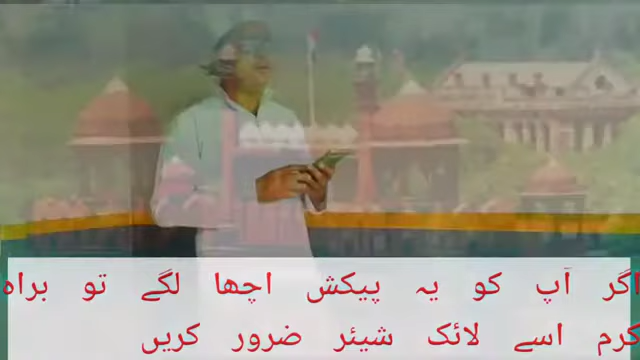 اگر آپ کو یہ پیکش اچھا لگے تو براہ
کرم اسے لائک شیئر ضرور کریں